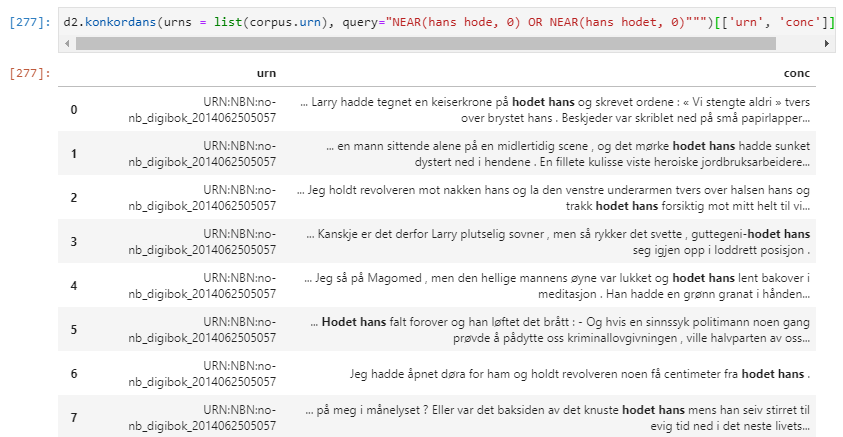 [277]: d2.konkordans(urns = list(corpus.urn), query="NEAR(hans hode, 0) OR NEAR(hans hodet, 0)""")[['urn', 'conc']]
[277]:
urn conc
0 URN:NBN:no- ... Larry hadde tegnet en keiserkrone på hodet hans og skrevet ordene : « Vi stengte aldri » tvers
nb_digibok_2014062505057 over brystet hans . Beskjeder var skriblet ned på små papirlapper...
1 URN:NBN:no- ... en mann sittende alene på en midlertidig scene , og det mørke hodet hans hadde sunket
nb_digibok_2014062505057 dystert ned i hendene . En fillete kulisse viste heroiske jordbruksarbeidere...
2 URN:NBN:no- ... Jeg holdt revolveren mot nakken hans og la den venstre underarmen tvers over halsen hans og
nb_digibok_2014062505057 trakk hodet hans forsiktig mot mitt helt til vi...
3 URN:NBN:no- ... Kanskje er det derfor Larry plutselig sovner , men så rykker det svette , guttegeni-hodet hans
nb_digibok_2014062505057 seg igjen opp i loddrett posisjon .
4 URN:NBN:no- ... Jeg så på Magomed , men den hellige mannens øyne var lukket og hodet hans lent bakover i
nb_digibok_2014062505057 meditasjon . Han hadde en grønn granat i hånden...
5 URN:NBN:no- ... Hodet hans falt forover og han løftet det brått : - Og hvis en sinnssyk politimann noen gang
nb_digibok_2014062505057 prøvde å pådytte oss kriminallovgivningen , ville halvparten av oss...
6 URN:NBN:no- Jeg hadde åpnet døra for ham og holdt revolveren noen få centimeter fra hodet hans .
nb_digibok_2014062505057
7 URN:NBN:no- ... på meg i månelyset ? Eller var det baksiden av det knuste hodet hans mens han seiv stirret til
nb_digibok_2014062505057 evig tid ned i det neste livets...